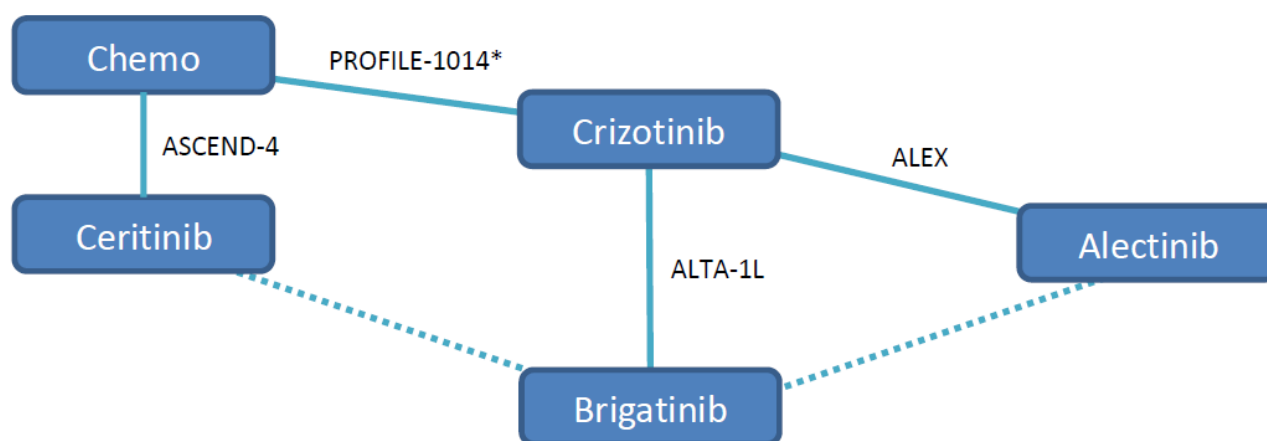 Chemo
PROFILE-1014*
Crizotinib
ASCEND-4
ALEX
Ceritinib
Alectinib
ALTA-1L
Brigatinib